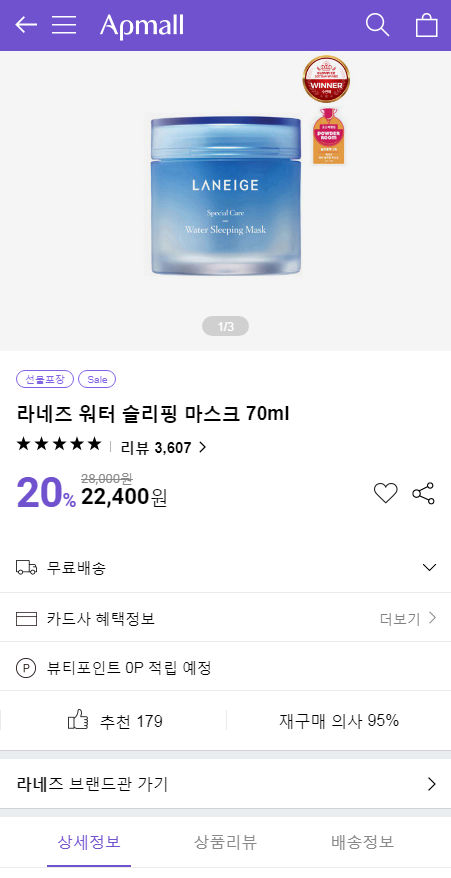 Apmall
WINNER
POWDER
ROOM
LANEIGE
Special Care
Water Sleeping Mask
1/3
선물포장 Sale
라네즈 워터 슬리핑 마스크 70ml
★★★★★ 리뷰 3,607 >
28,000원
20% 22,400원
무료배송
카드사 혜택정보 더보기 >
P 뷰티포인트 0P 적립 예정
추천 179 재구매 의사 95%
라네즈 브랜드관 가기 >
상세정보 상품리뷰 배송정보